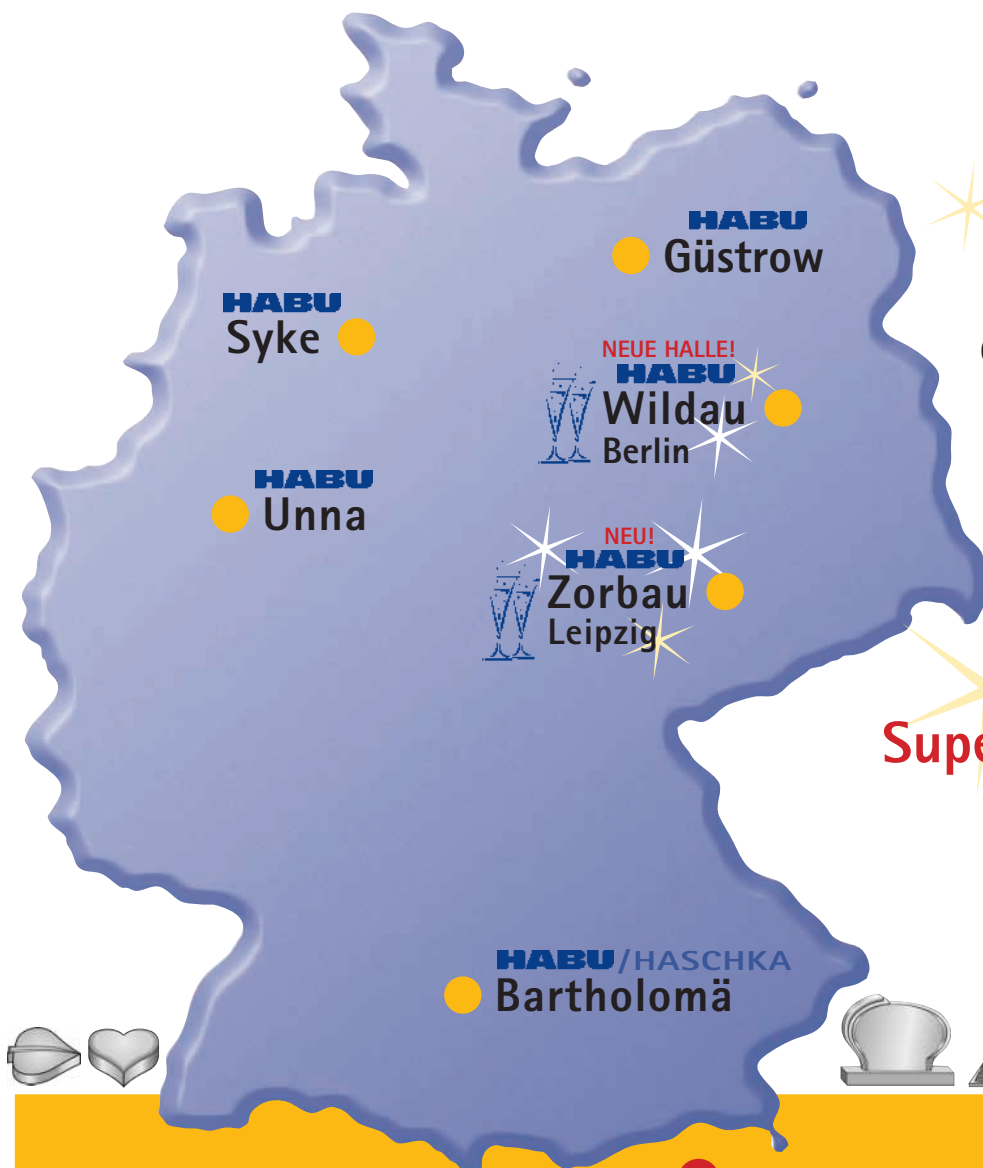 HABU
Güstrow
HABU
Syke
NEUE HALLE!
HABU
Wildau
Berlin
HABU
Unna
NEU!
HABU
Zorbau
Leipzig
HABU/HASCHKA
Bartholomä